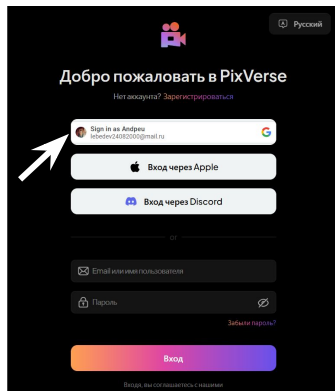 Русский
Добро пожаловать в PixVerse
Нет аккаунта? Зарегистрироваться
Sign in as Андрей
lebedev24082000@mail.ru
Вход через Apple
Вход через Discord
or
Email или имя пользователя
Пароль
Забыли пароль?
Вход
Входя, вы соглашаетесь с нашими